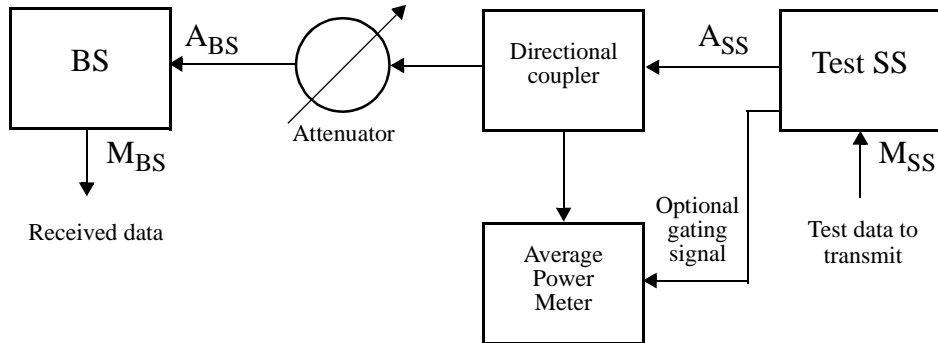 BS
A_BS
Attenuator
Directional
coupler
A_SS
Test SS
M_BS
Received data
Average
Power
Meter
Optional
gating
signal
M_SS
Test data to
transmit